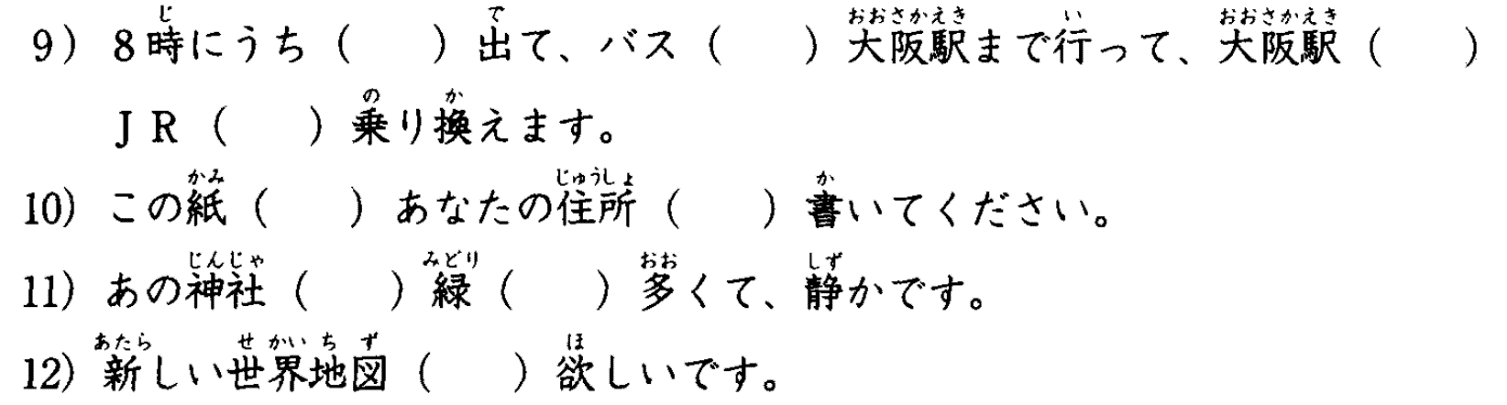 9) 8時にうち（　　）出て、バス（　　）大阪駅まで行って、大阪駅（　　）
ＪＲ（　　）乗り換えます。
10) この紙（　　）あなたの住所（　　）書いてください。
11) あの神社（　　）緑（　　）多くて、静かです。
12) 新しい世界地図（　　）欲しいです。